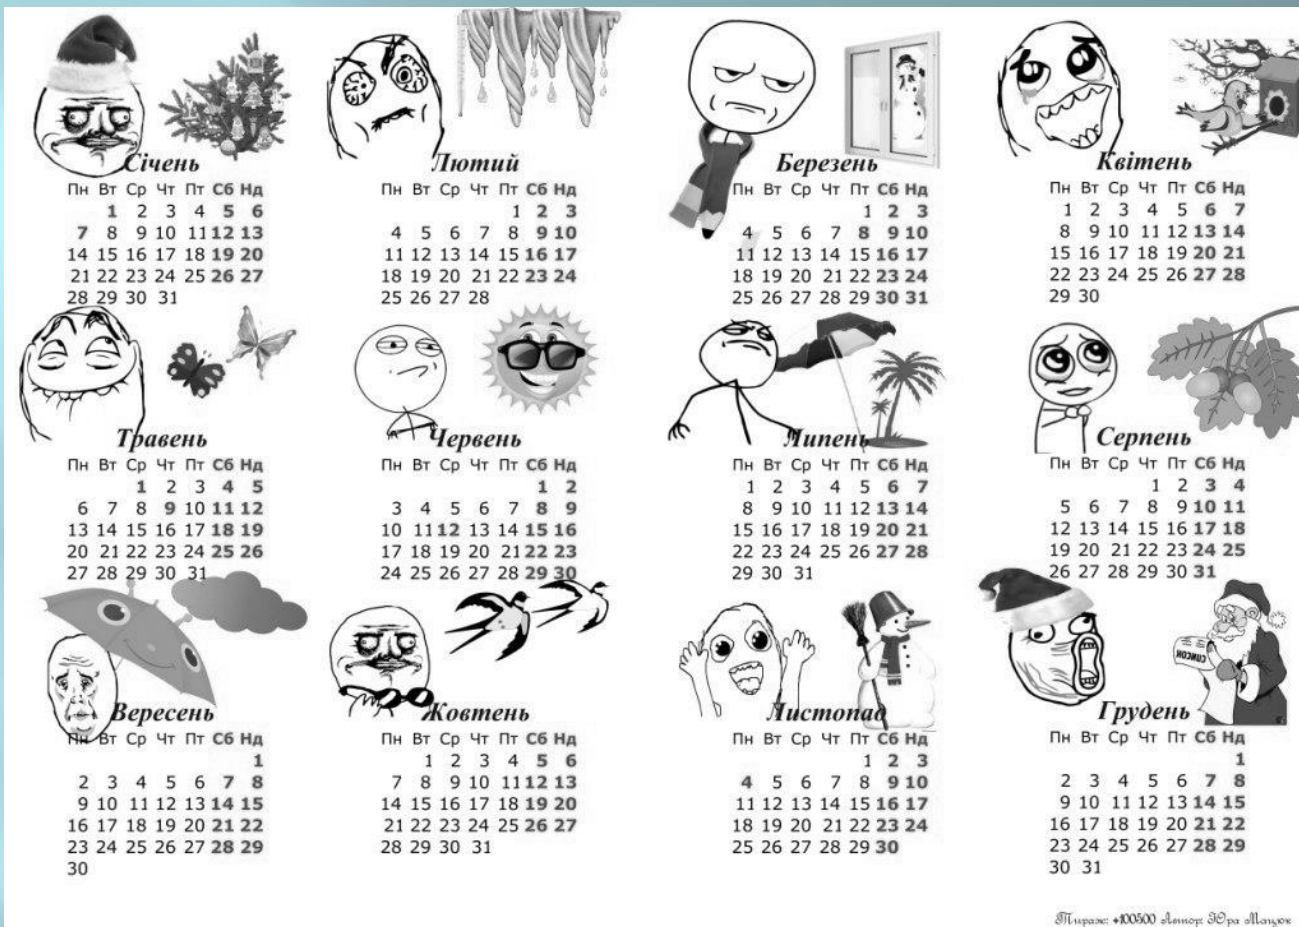 Січень
Пн Вт Ср Чт Пт Сб Нд
1 2 3 4 5 6
7 8 9 10 11 12 13
14 15 16 17 18 19 20
21 22 23 24 25 26 27
28 29 30 31
Лютий
Пн Вт Ср Чт Пт Сб Нд
1 2 3
4 5 6 7 8 9 10
11 12 13 14 15 16 17
18 19 20 21 22 23 24
25 26 27 28
Березень
Пн Вт Ср Чт Пт Сб Нд
1 2 3
4 5 6 7 8 9 10
11 12 13 14 15 16 17
18 19 20 21 22 23 24
25 26 27 28 29 30 31
Квітень
Пн Вт Ср Чт Пт Сб Нд
1 2 3 4 5 6 7
8 9 10 11 12 13 14
15 16 17 18 19 20 21
22 23 24 25 26 27 28
29 30
Травень
Пн Вт Ср Чт Пт Сб Нд
1 2 3 4 5
6 7 8 9 10 11 12
13 14 15 16 17 18 19
20 21 22 23 24 25 26
27 28 29 30 31
Червень
Пн Вт Ср Чт Пт Сб Нд
1 2
3 4 5 6 7 8 9
10 11 12 13 14 15 16
17 18 19 20 21 22 23
24 25 26 27 28 29 30
Липень
Пн Вт Ср Чт Пт Сб Нд
1 2 3 4 5 6 7
8 9 10 11 12 13 14
15 16 17 18 19 20 21
22 23 24 25 26 27 28
29 30 31
Серпень
Пн Вт Ср Чт Пт Сб Нд
1 2 3 4
5 6 7 8 9 10 11
12 13 14 15 16 17 18
19 20 21 22 23 24 25
26 27 28 29 30 31
Вересень
Пн Вт Ср Чт Пт Сб Нд
1
2 3 4 5 6 7 8
9 10 11 12 13 14 15
16 17 18 19 20 21 22
23 24 25 26 27 28 29
30
Жовтень
Пн Вт Ср Чт Пт Сб Нд
1 2 3 4 5 6
7 8 9 10 11 12 13
14 15 16 17 18 19 20
21 22 23 24 25 26 27
28 29 30 31
Листопад
Пн Вт Ср Чт Пт Сб Нд
1 2 3
4 5 6 7 8 9 10
11 12 13 14 15 16 17
18 19 20 21 22 23 24
25 26 27 28 29 30
СПИСОК
Грудень
Пн Вт Ср Чт Пт Сб Нд
1
2 3 4 5 6 7 8
9 10 11 12 13 14 15
16 17 18 19 20 21 22
23 24 25 26 27 28 29
30 31
Тираж: +100500 Автор: Юра Мацюк